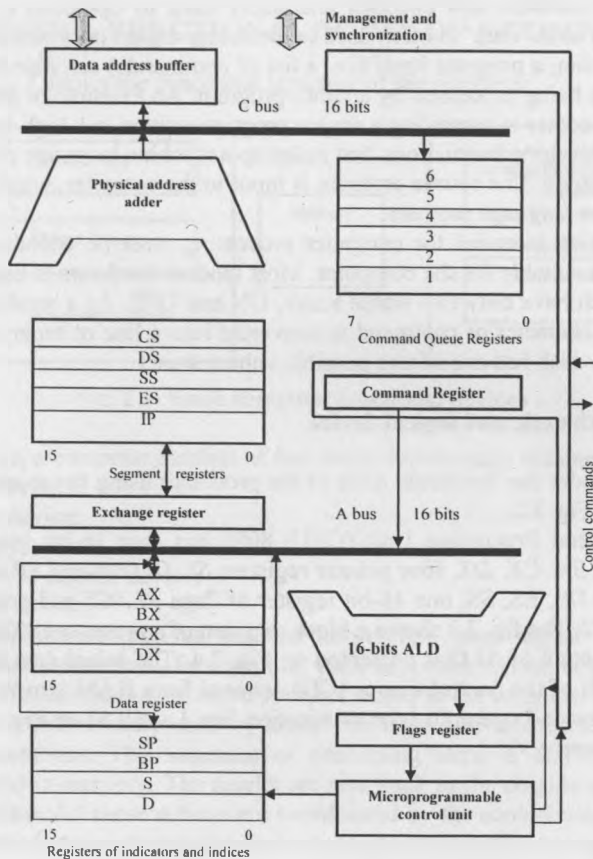 Management and
synchronization
Data address buffer
C bus 16 bits
Physical address
adder
6
5
4
3
2
1
7 0
Command Queue Registers
CS
DS
SS
ES
IP
15 0
Command Register
Segment registers
Exchange register
A bus 16 bits
Control commands
AX
BX
CX
DX
15 0
Data register
16-bits ALD
SP
BP
S
D
Flags register
Microprogrammable
control unit
15 0
Registers of indicators and indices